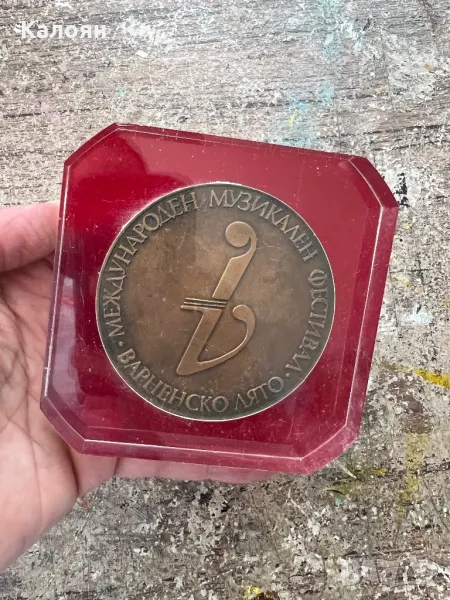 Калоян
МЕЖДУНАРОДЕН МУЗИКАЛЕН ФЕСТИВАЛ
• ВАРНЕНСКО ЛЯТО •